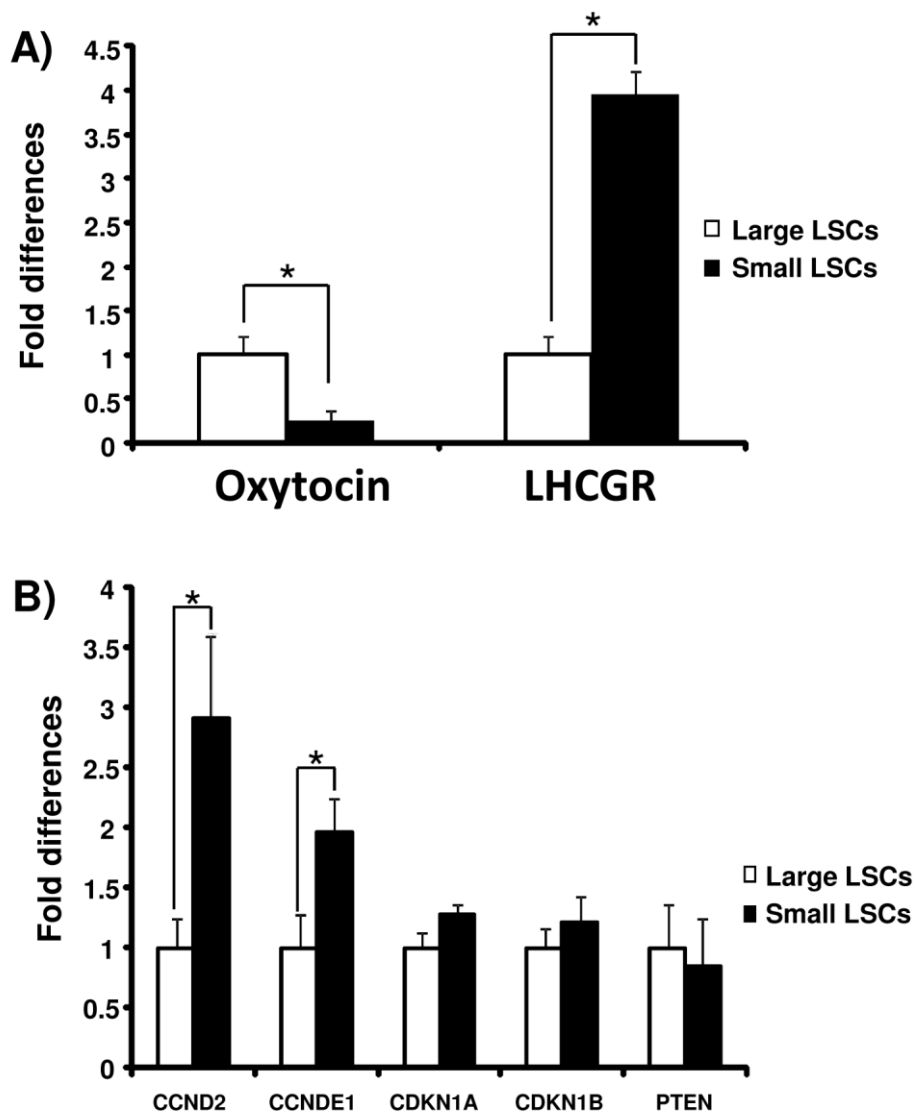 A)
Fold differences
4.5
4
3.5
3
2.5
2
1.5
1
0.5
0
*
*
Oxytocin LHCGR
Large LSCs
Small LSCs
B)
Fold differences
4
3.5
3
2.5
2
1.5
1
0.5
0
*
*
CCND2 CCNDE1 CDKN1A CDKN1B PTEN
Large LSCs
Small LSCs